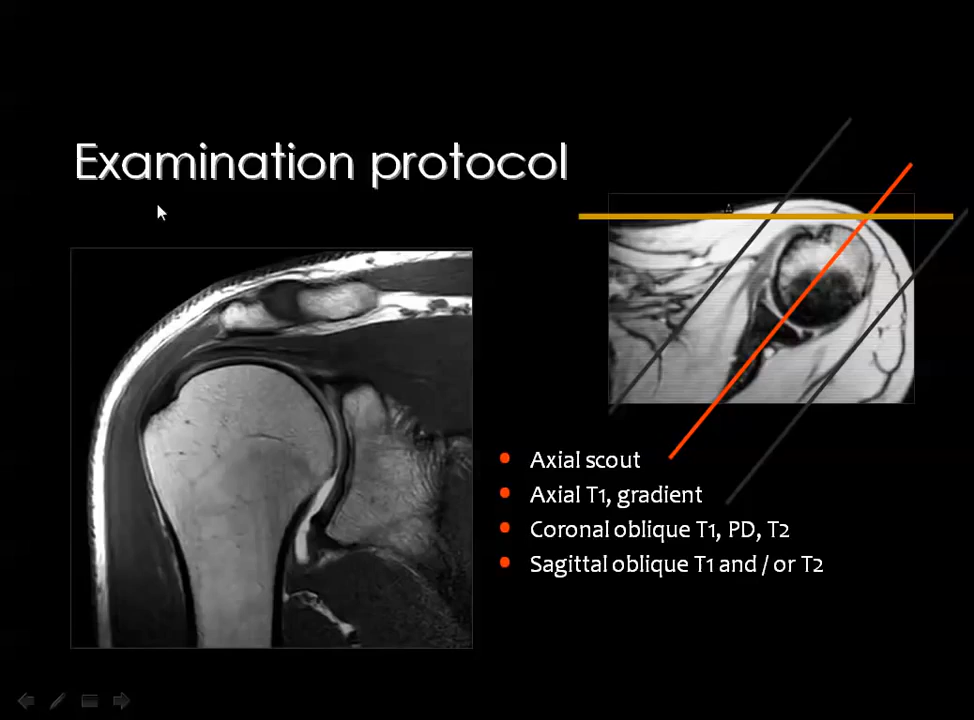 Examination protocol
Axial scout
Axial T1, gradient
Coronal oblique T1, PD, T2
Sagittal oblique T1 and / or T2